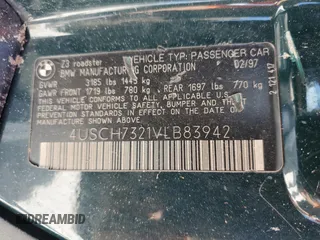 BMW
Z3 roadster VEHICLE TYP: PASSENGER CAR
BMW MANUFACTURING CORPORATION 02/97
GVWR 3185 lbs 1445 kg
GAWR FRONT 1719 lbs 780 kg REAR 1697 lbs 770 kg
THIS VEHICLE CONFORMS TO ALL APPLICABLE U.S.
FEDERAL MOTOR VEHICLE SAFETY, BUMPER, AND
THEFT PREVENTION STANDARDS IN EFFECT ON THE
DATE OF MANUFACTURE SHOWN ABOVE.
4USCH7321VLB83942
BIDREAMBID